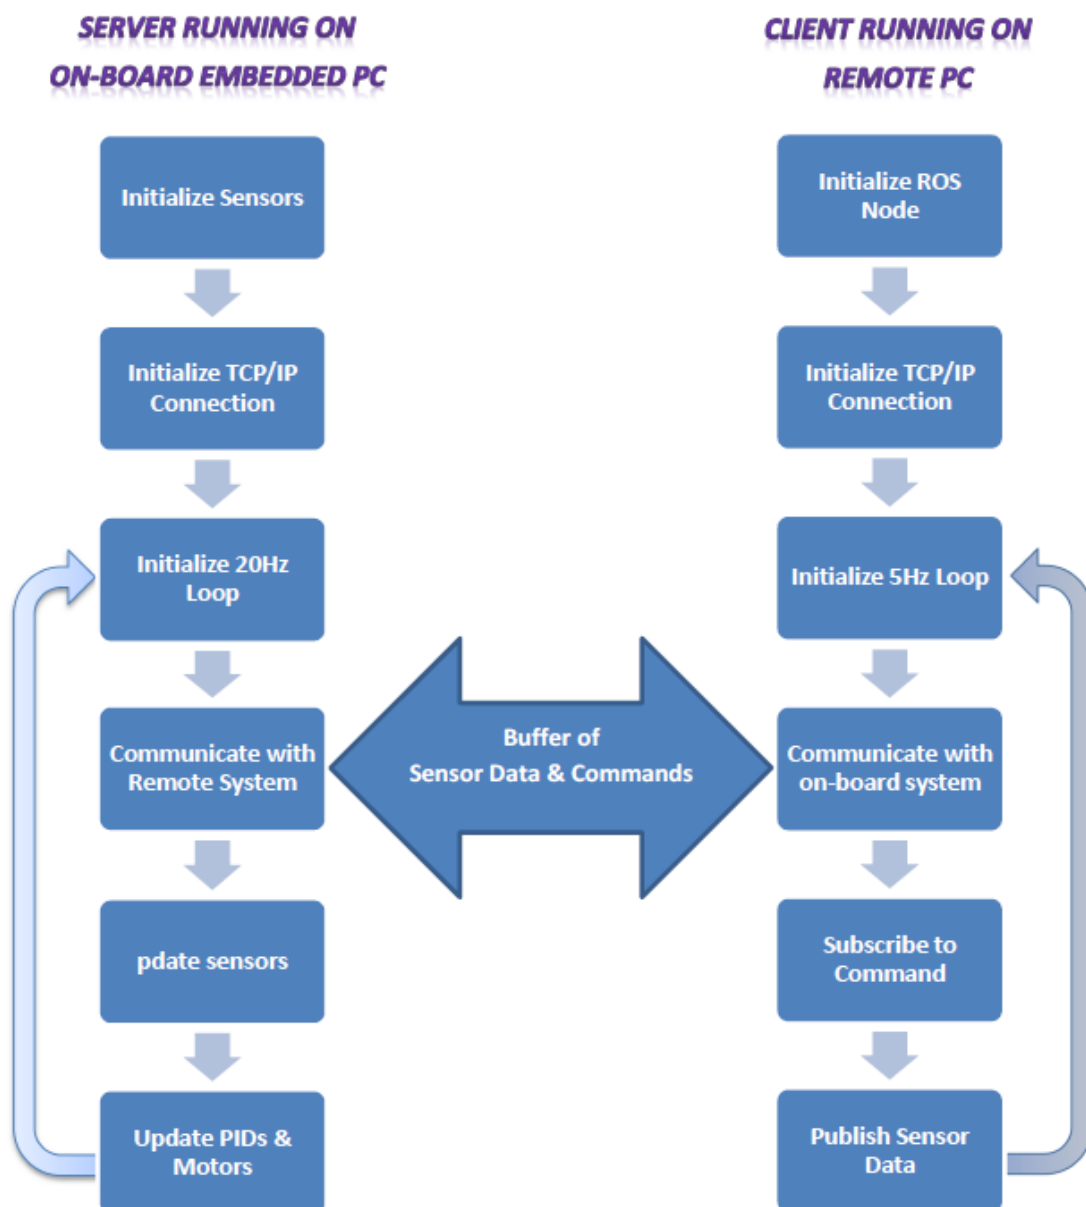 SERVER RUNNING ON
ON-BOARD EMBEDDED PC
Initialize Sensors
Initialize TCP/IP
Connection
Initialize 20Hz
Loop
Communicate with
Remote System
pdate sensors
Update PIDs &
Motors
Buffer of
Sensor Data & Commands
CLIENT RUNNING ON
REMOTE PC
Initialize ROS
Node
Initialize TCP/IP
Connection
Initialize 5Hz Loop
Communicate with
on-board system
Subscribe to
Command
Publish Sensor
Data